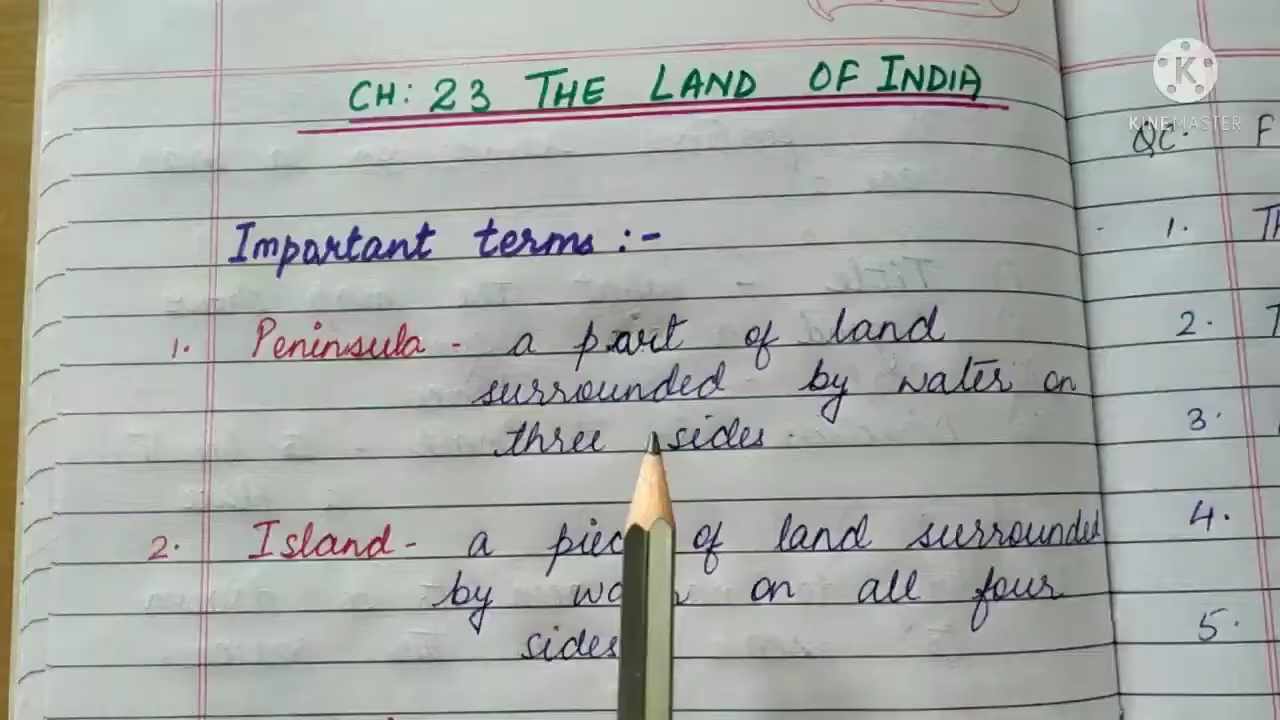 CH: 23 THE LAND OF INDIA
Important terms :-
1. Peninsula - a part of land
surrounded by water on
three sides.
2. Island - a of land surrounded
by on all four
sides
K
KINEMASTER
QC.
1.
2.
3.
4.
5.